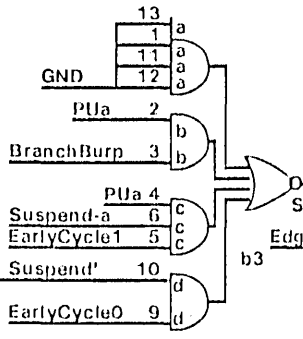 13 a
1 a
11 a
GND 12 a
PUa 2 b
BranchBurp 3 b
PUa 4 c
Suspend-a 6 c
EarlyCycle1 5 c
O
S
Edg
b3
Suspend' 10 d
EarlyCycle0 9 d